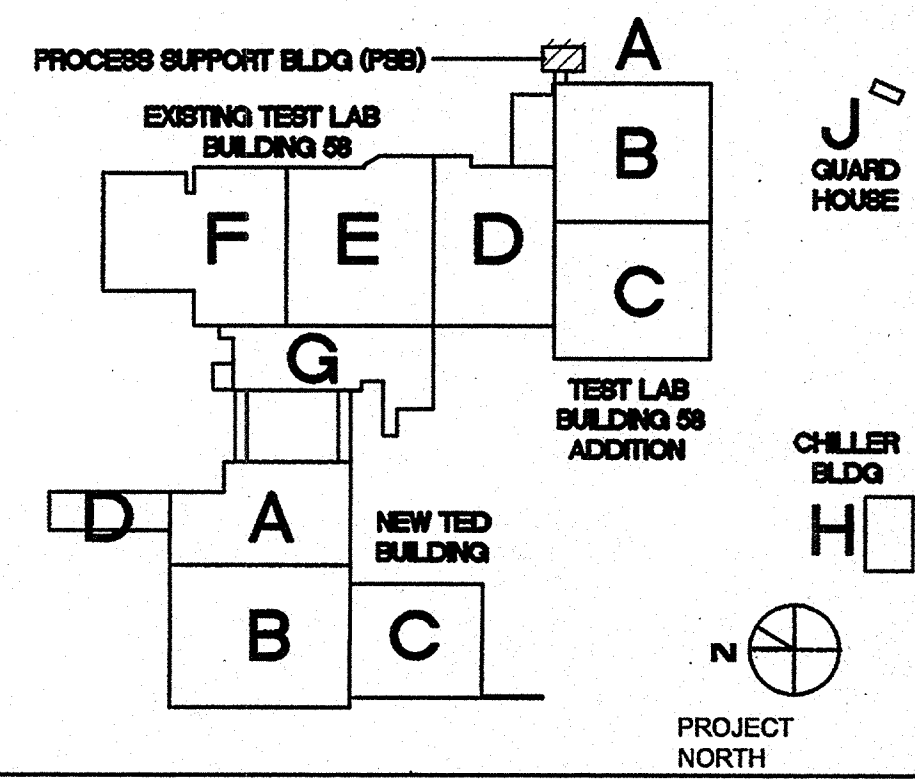 A
PROCESS SUPPORT BLDG (PSB)
EXISTING TEST LAB
BUILDING 58
B
J
GUARD
HOUSE
F
E
D
C
G
TEST LAB
BUILDING 58
ADDITION
CHILLER
BLDG
H
D
A
NEW TED
BUILDING
B
C
N
PROJECT
NORTH